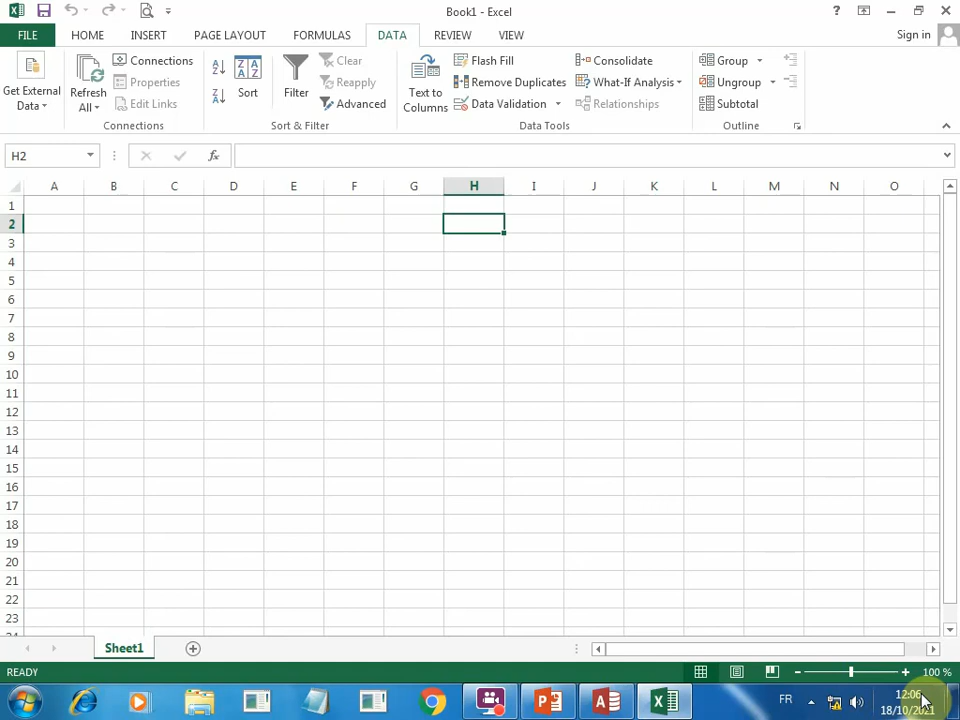 Book1 - Excel
FILE HOME INSERT PAGE LAYOUT FORMULAS DATA REVIEW VIEW Sign in
Get External Data
Refresh All
Connections
Properties
Edit Links
Connections
Sort
Filter
Clear
Reapply
Advanced
Sort & Filter
Text to Columns
Flash Fill
Remove Duplicates
Data Validation
Consolidate
What-If Analysis
Relationships
Data Tools
Group
Ungroup
Subtotal
Outline
H2
fx
A B C D E F G H I J K L M N O
1
2
3
4
5
6
7
8
9
10
11
12
13
14
15
16
17
18
19
20
21
22
23
24
Sheet1
READY
100 %
FR
12:06
18/10/2021